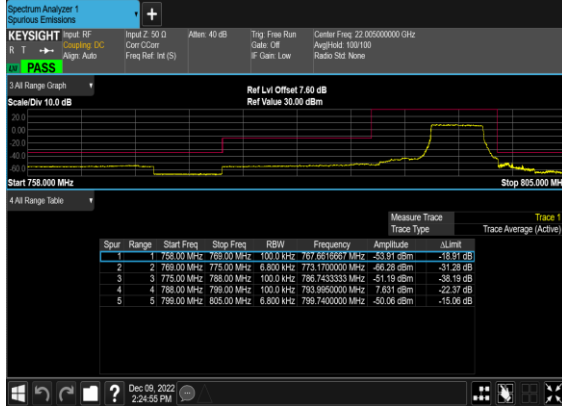 Spectrum Analyzer 1
Spurious Emissions
KEYSIGHT Input: RF Input Z: 50 Ω Atten: 40 dB Trig: Free Run Center Freq: 22.005000000 GHz
R T Coupling: DC Corr CCorr Gate: Off Avg|Hold: 100/100
Align: Auto Freq Ref: Int (S) IF Gain: Low Radio Std: None
PASS
3 All Range Graph
Ref Lvl Offset 7.60 dB
Scale/Div 10.0 dB Ref Value 30.00 dBm
20.0
0.00
-20.0
-40.0
-60.0
Start 758.000 MHz Stop 805.000 MH
4 All Range Table
Measure Trace Trace 1
Trace Type Trace Average (Active)
Spur Range Start Freq Stop Freq RBW Frequency Amplitude ΔLimit
1 1 758.00 MHz 769.00 MHz 100.0 kHz 767.6616667 MHz -53.91 dBm -18.91 dB
2 2 769.00 MHz 775.00 MHz 6.800 kHz 773.1700000 MHz -66.28 dBm -31.28 dB
3 3 775.00 MHz 788.00 MHz 100.0 kHz 786.7433333 MHz -51.19 dBm -38.19 dB
4 4 788.00 MHz 799.00 MHz 100.0 kHz 793.9950000 MHz 7.631 dBm -22.37 dB
5 5 799.00 MHz 805.00 MHz 6.800 kHz 799.7400000 MHz -50.06 dBm -15.06 dB
? Dec 09, 2022
2:24:55 PM